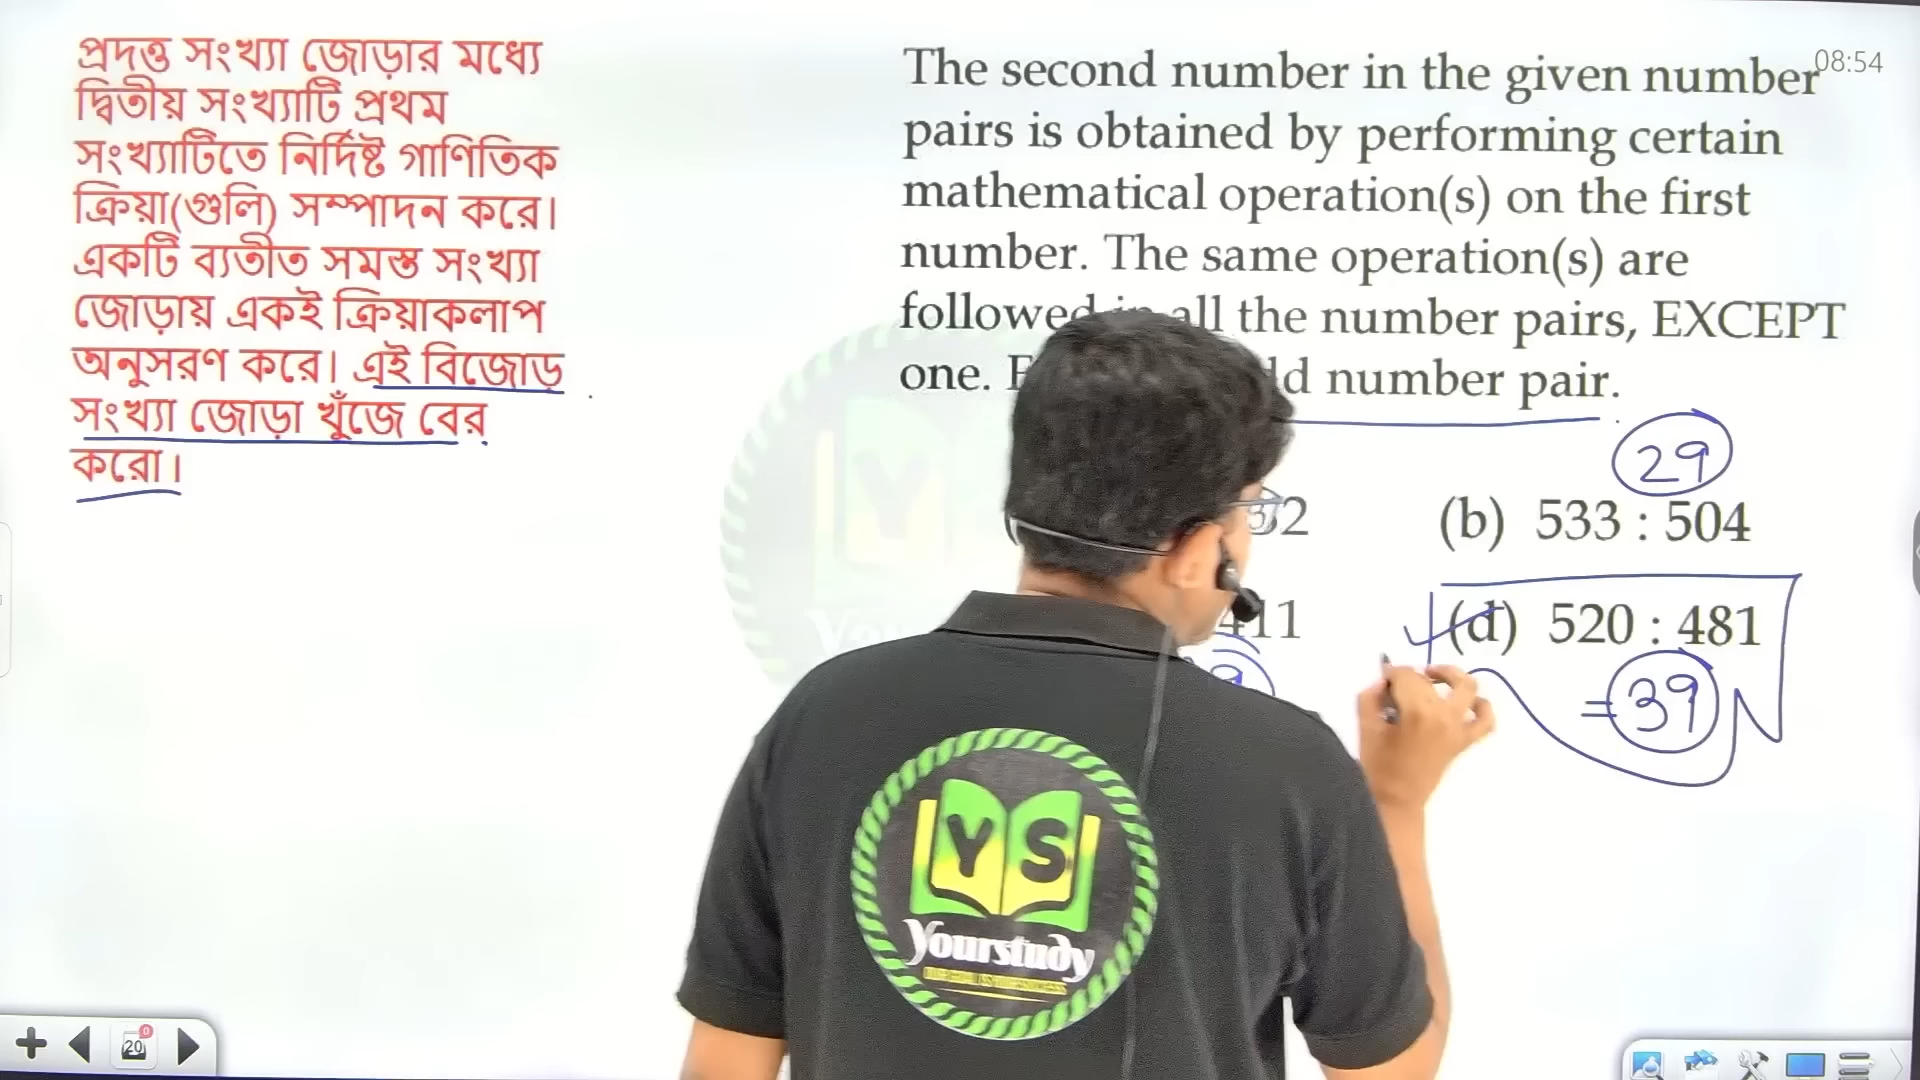 প্রদত্ত সংখ্যা জোড়ার মধ্যে
দ্বিতীয় সংখ্যাটি প্রথম
সংখ্যাটিতে নির্দিষ্ট গাণিতিক
ক্রিয়া(গুলি) সম্পাদন করে।
একটি ব্যতীত সমস্ত সংখ্যা
জোড়ায় একই ক্রিয়াকলাপ
অনুসরণ করে। এই বিজোড়
সংখ্যা জোড়া খুঁজে বের
করো।
08:54
The second number in the given number
pairs is obtained by performing certain
mathematical operation(s) on the first
number. The same operation(s) are
followed in all the number pairs, EXCEPT
one. number pair.
29
(b) 533 : 504
(d) 520 : 481
=39
YS
Yourstudy
20
0